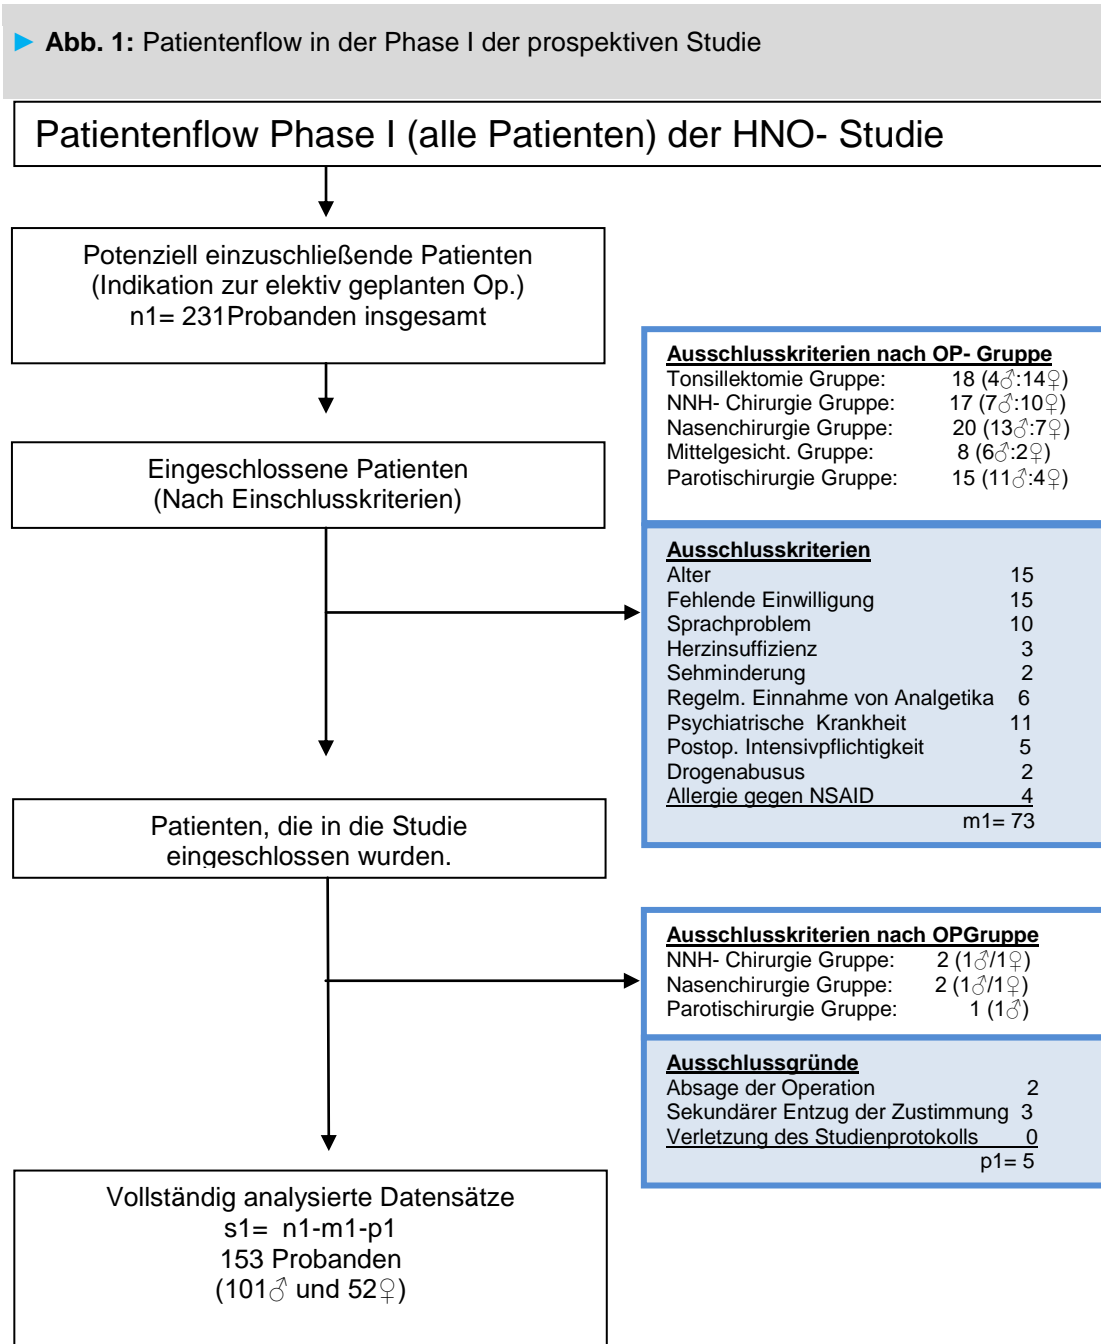 ► Abb. 1: Patientenflow in der Phase I der prospektiven Studie
Patientenflow Phase I (alle Patienten) der HNO- Studie
Potenziell einzuschließende Patienten
(Indikation zur elektiv geplanten Op.)
n1= 231Probanden insgesamt
Ausschlusskriterien nach OP- Gruppe
Tonsillektomie Gruppe: 18 (4♂:14♀)
NNH- Chirurgie Gruppe: 17 (7♂:10♀)
Nasenchirurgie Gruppe: 20 (13♂:7♀)
Mittelgesicht. Gruppe: 8 (6♂:2♀)
Parotischirurgie Gruppe: 15 (11♂:4♀)
Eingeschlossene Patienten
(Nach Einschlusskriterien)
Ausschlusskriterien
Alter 15
Fehlende Einwilligung 15
Sprachproblem 10
Herzinsuffizienz 3
Sehminderung 2
Regelm. Einnahme von Analgetika 6
Psychiatrische Krankheit 11
Postop. Intensivpflichtigkeit 5
Drogenabusus 2
Allergie gegen NSAID 4
m1= 73
Patienten, die in die Studie
eingeschlossen wurden.
Ausschlusskriterien nach OPGruppe
NNH- Chirurgie Gruppe: 2 (1♂/1♀)
Nasenchirurgie Gruppe: 2 (1♂/1♀)
Parotischirurgie Gruppe: 1 (1♂)
Ausschlussgründe
Absage der Operation 2
Sekundärer Entzug der Zustimmung 3
Verletzung des Studienprotokolls 0
p1= 5
Vollständig analysierte Datensätze
s1= n1-m1-p1
153 Probanden
(101♂ und 52♀)